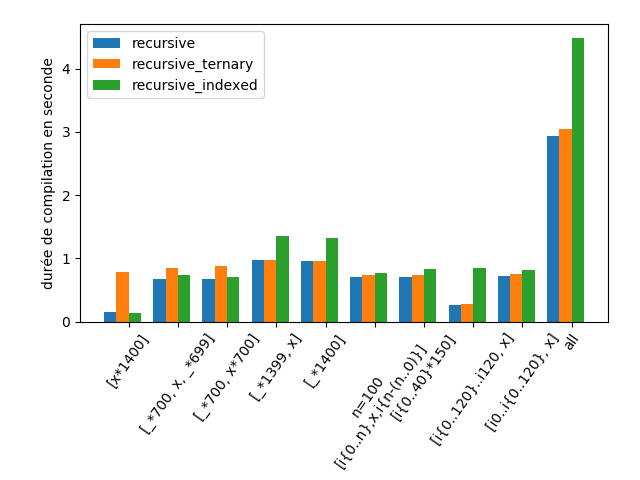 recursive
recursive_ternary
recursive_indexed
durée de compilation en seconde
4
3
2
1
0
[x*1400]
[_*700, x, _*699]
[_*700, x*700]
[_*1399, x]
[_*1400]
n=100
[i{0..n},x,i{n-(n..0)}]
[i{0..40}*150]
[i{0..120}..i120, x]
[i0..i{0..120}, x]
all